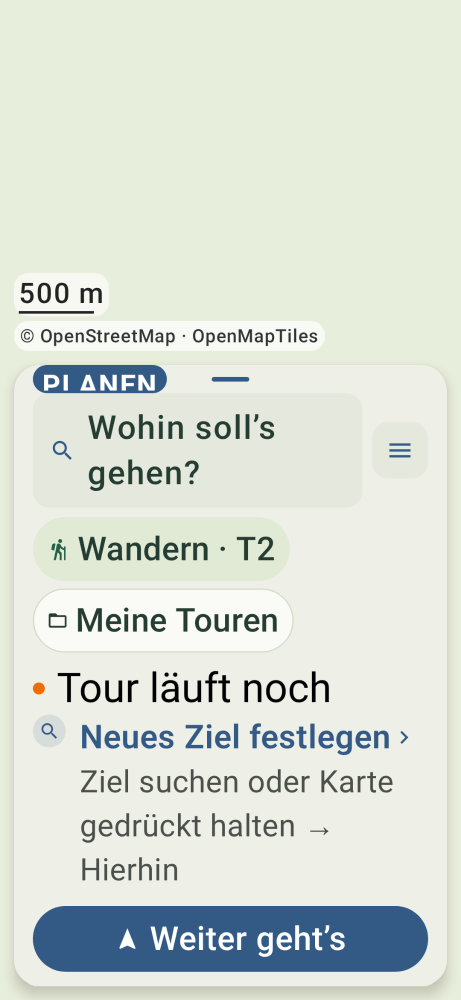 500 m
© OpenStreetMap · OpenMapTiles
PLANEN
Wohin soll’s
gehen?
Wandern · T2
Meine Touren
Tour läuft noch
Neues Ziel festlegen ›
Ziel suchen oder Karte
gedrückt halten →
Hierhin
Weiter geht’s